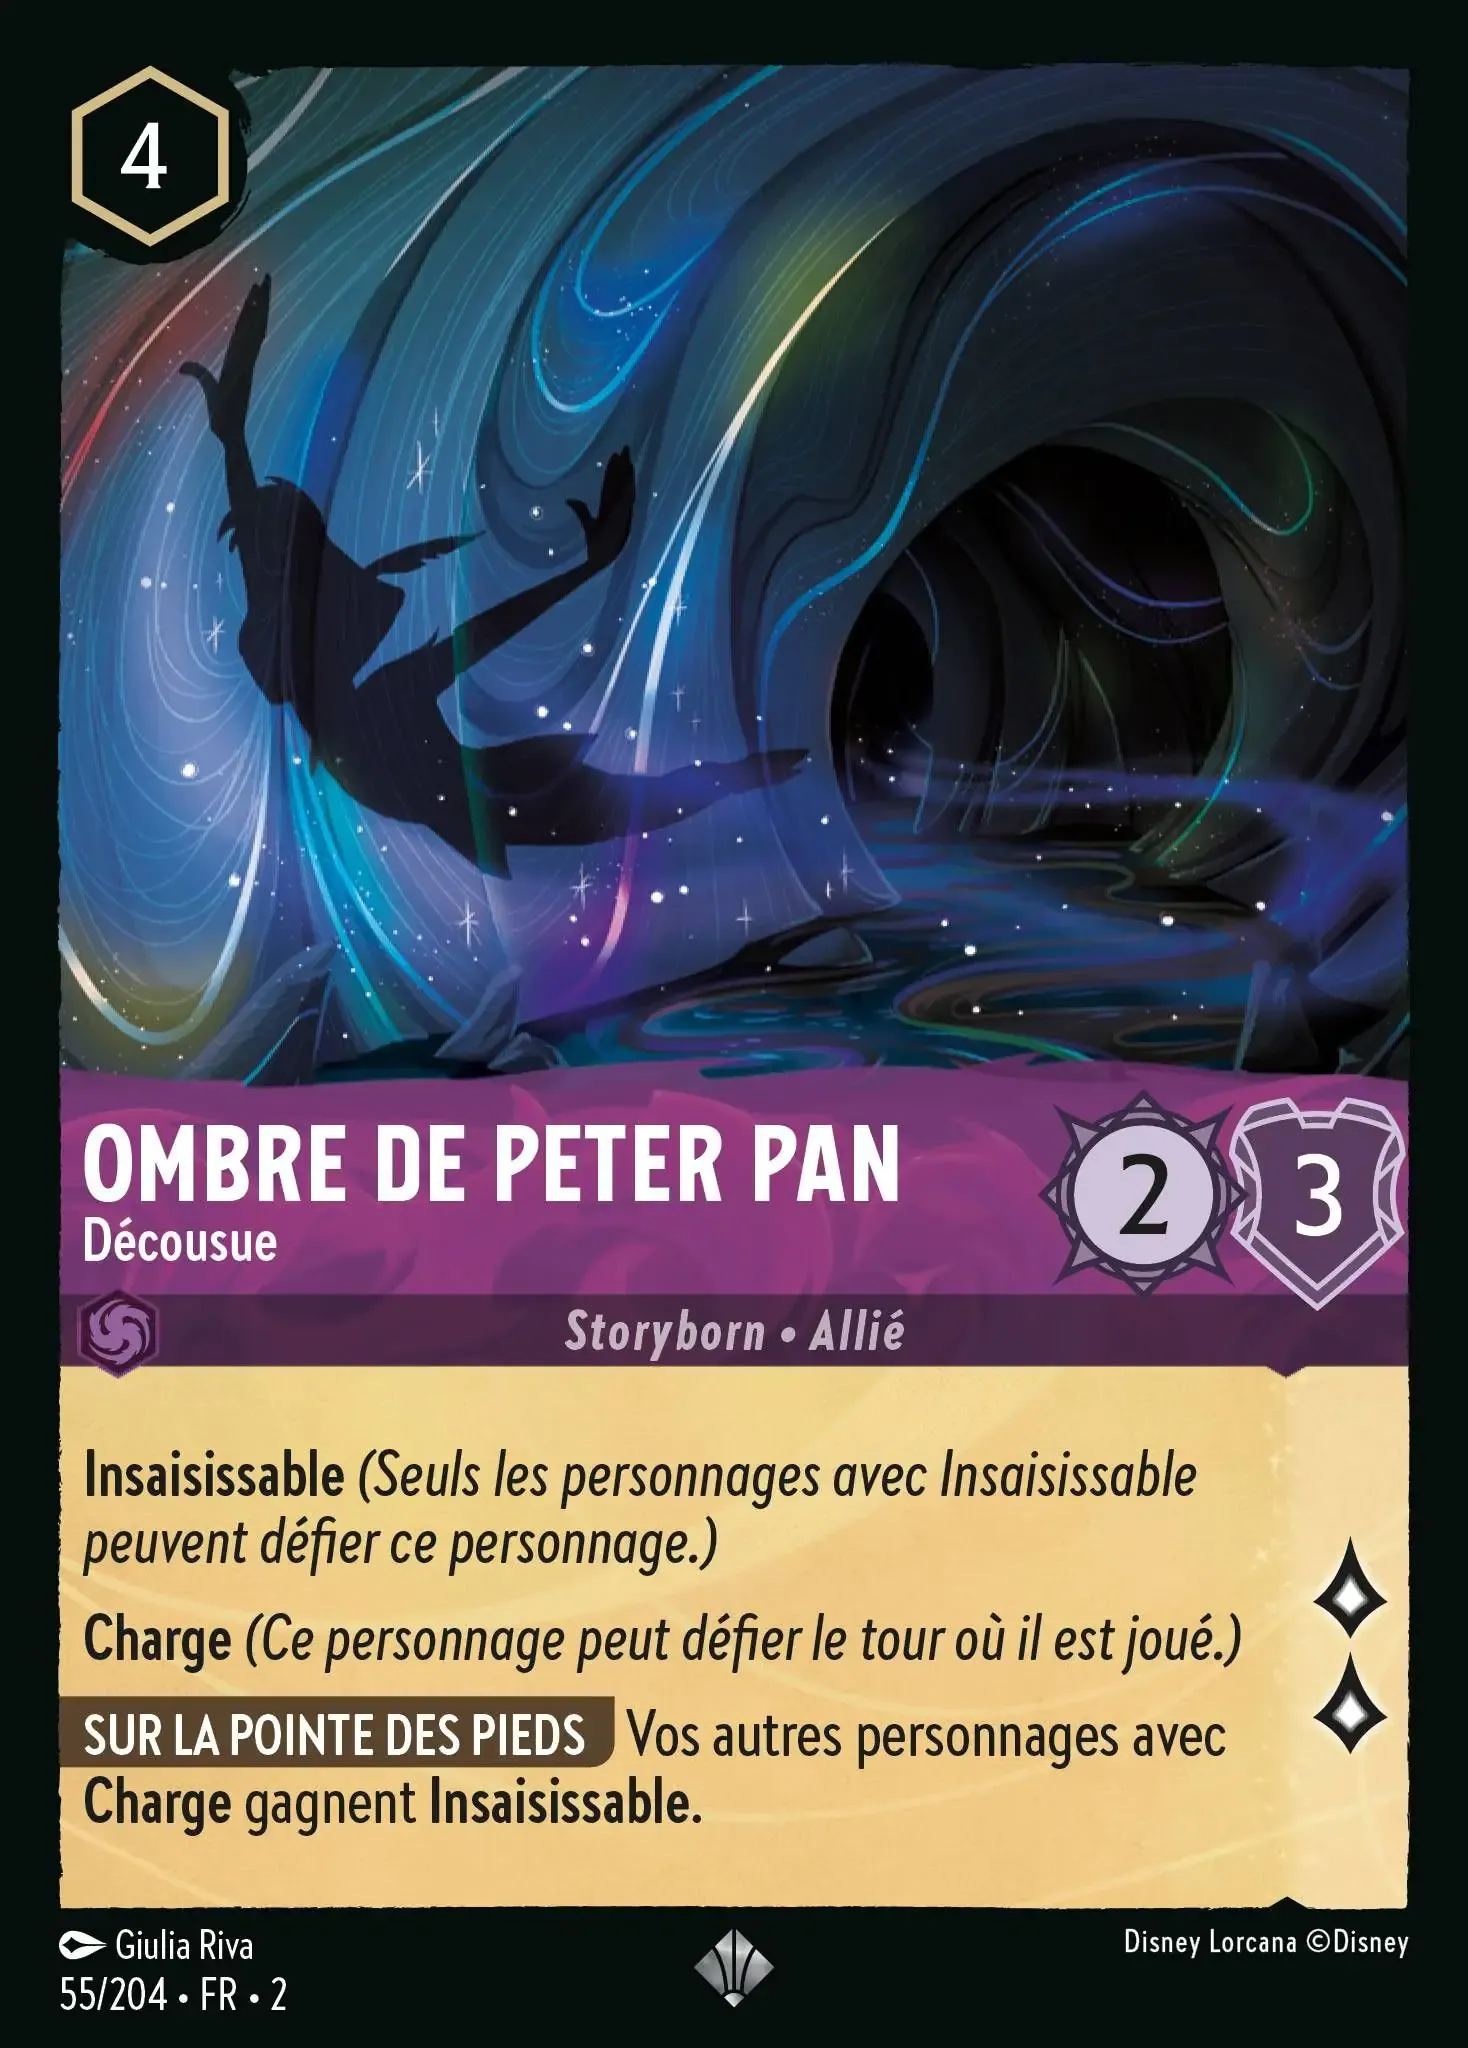 4
OMBRE DE PETER PAN
Décousue
2
3
Storyborn • Allié
Insaisissable (Seuls les personnages avec Insaisissable
peuvent défier ce personnage.)
Charge (Ce personnage peut défier le tour où il est joué.)
SUR LA POINTE DES PIEDS Vos autres personnages avec
Charge gagnent Insaisissable.
Giulia Riva
Disney Lorcana ©Disney
55/204 • FR • 2